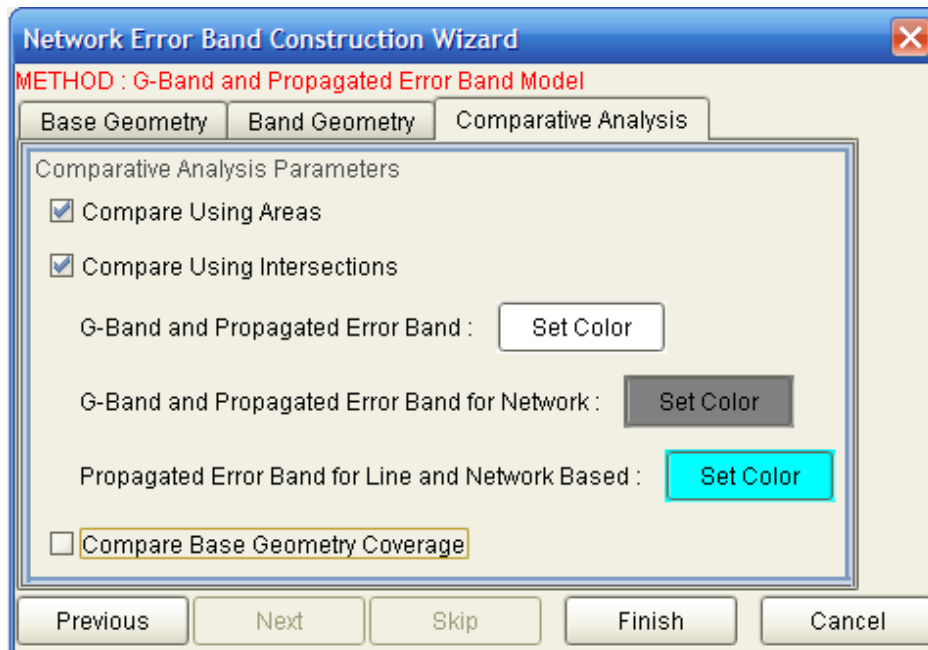 Network Error Band Construction Wizard
METHOD : G-Band and Propagated Error Band Model
Base Geometry Band Geometry Comparative Analysis
Comparative Analysis Parameters
Compare Using Areas
Compare Using Intersections
G-Band and Propagated Error Band : Set Color
G-Band and Propagated Error Band for Network : Set Color
Propagated Error Band for Line and Network Based : Set Color
Compare Base Geometry Coverage
Previous Next Skip Finish Cancel